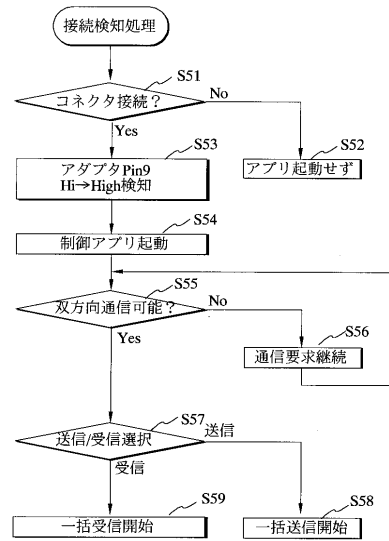 接続検知処理
S51
コネクタ接続？
No
Yes
S53
S52
アダプタPin9
Hi→High検知
アプリ起動せず
S54
制御アプリ起動
S55
双方向通信可能？
No
Yes
S56
通信要求継続
S57
送信/受信選択
送信
受信
S59
S58
一括受信開始
一括送信開始